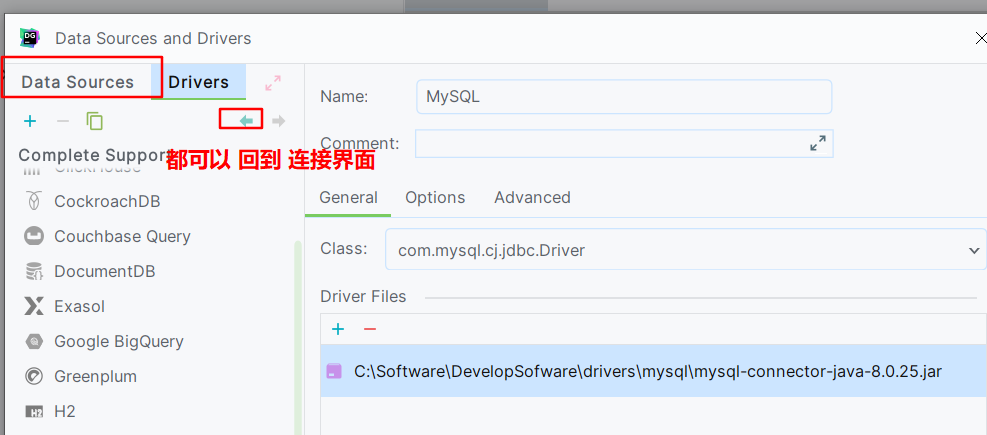 DG
Data Sources and Drivers
Data Sources
Drivers
Name:
MySQL
Comment:
Complete Suppor
都可以 回到 连接界面
ClickHouse
CockroachDB
Couchbase Query
DocumentDB
Exasol
Google BigQuery
Greenplum
H2
H2
General
Options
Advanced
Class:
com.mysql.cj.jdbc.Driver
Driver Files
C:\Software\DevelopSofware\drivers\mysql\mysql-connector-java-8.0.25.jar